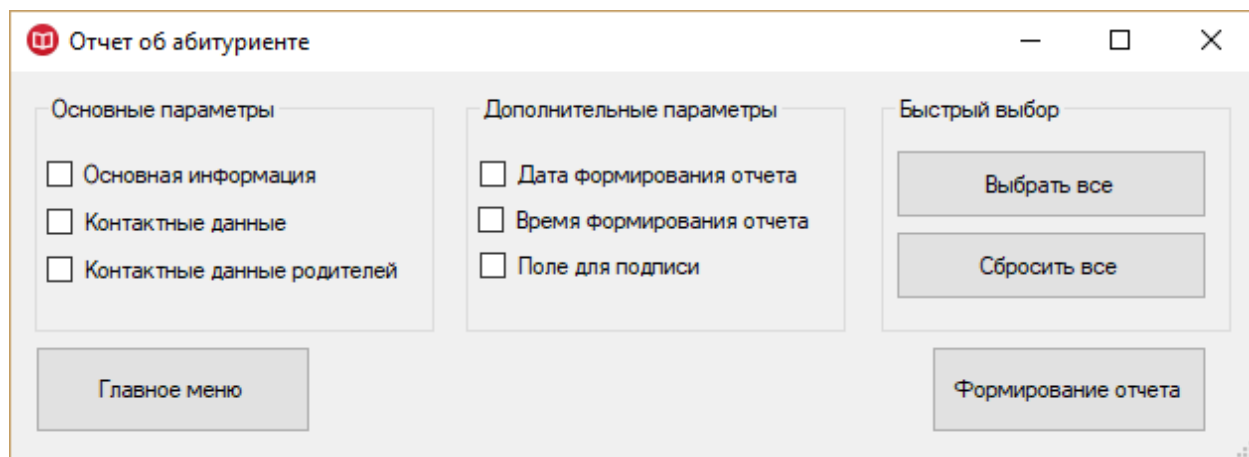 Отчет об абитуриенте
Основные параметры
Основная информация
Контактные данные
Контактные данные родителей
Дополнительные параметры
Дата формирования отчета
Время формирования отчета
Поле для подписи
Быстрый выбор
Выбрать все
Сбросить все
Главное меню
Формирование отчета